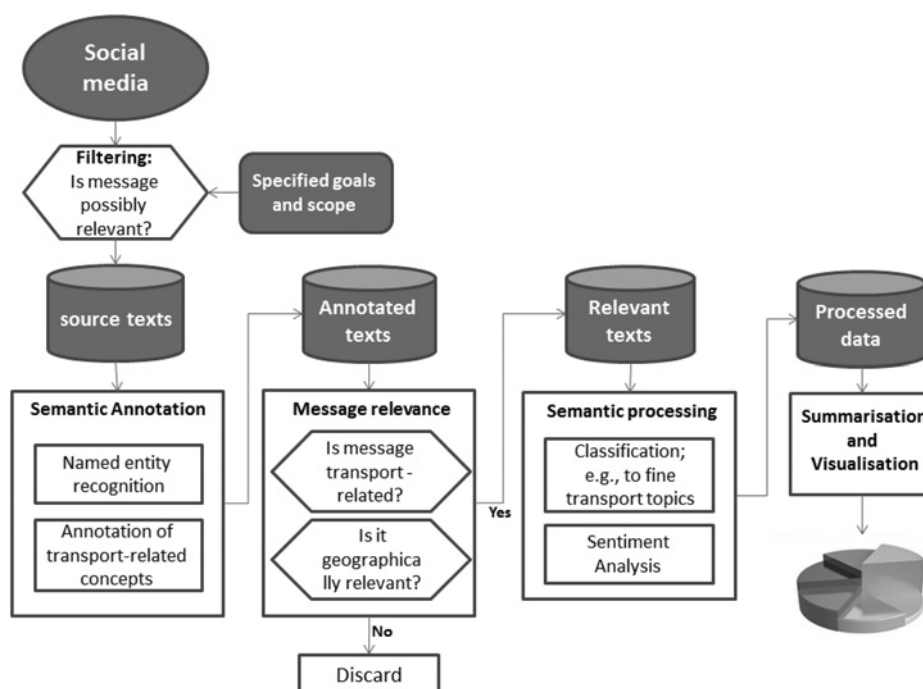 Social
media
Filtering:
Is message
possibly
relevant?
Specified goals
and scope
source texts
Annotated
texts
Relevant
texts
Processed
data
Semantic Annotation
Named entity
recognition
Annotation of
transport-related
concepts
Message relevance
Is message
transport -
related?
Is it
geographica
lly relevant?
Yes
No
Discard
Semantic processing
Classification;
e.g., to fine
transport topics
Sentiment
Analysis
Summarisation
and
Visualisation